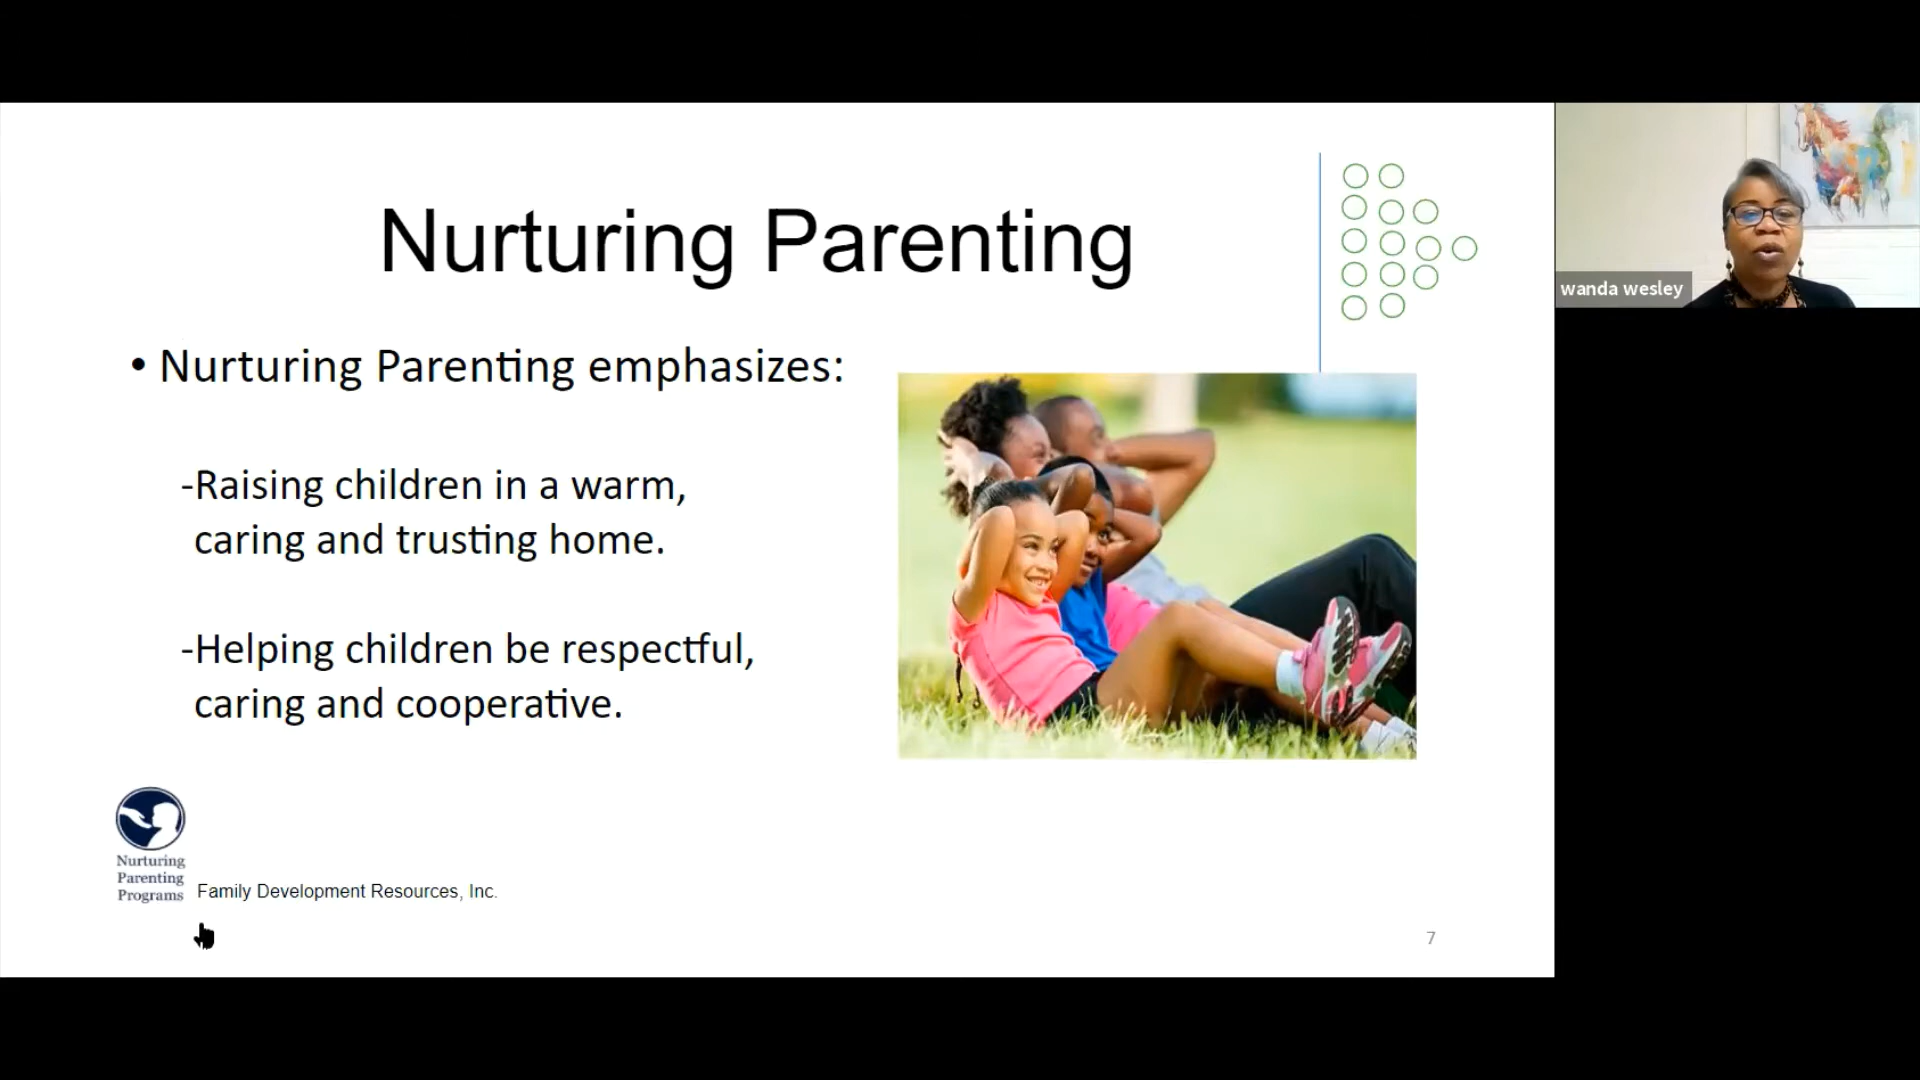 Nurturing Parenting
wanda wesley
• Nurturing Parenting emphasizes:
-Raising children in a warm,
caring and trusting home.
-Helping children be respectful,
caring and cooperative.
Nurturing
Parenting
Programs
Family Development Resources, Inc.
7